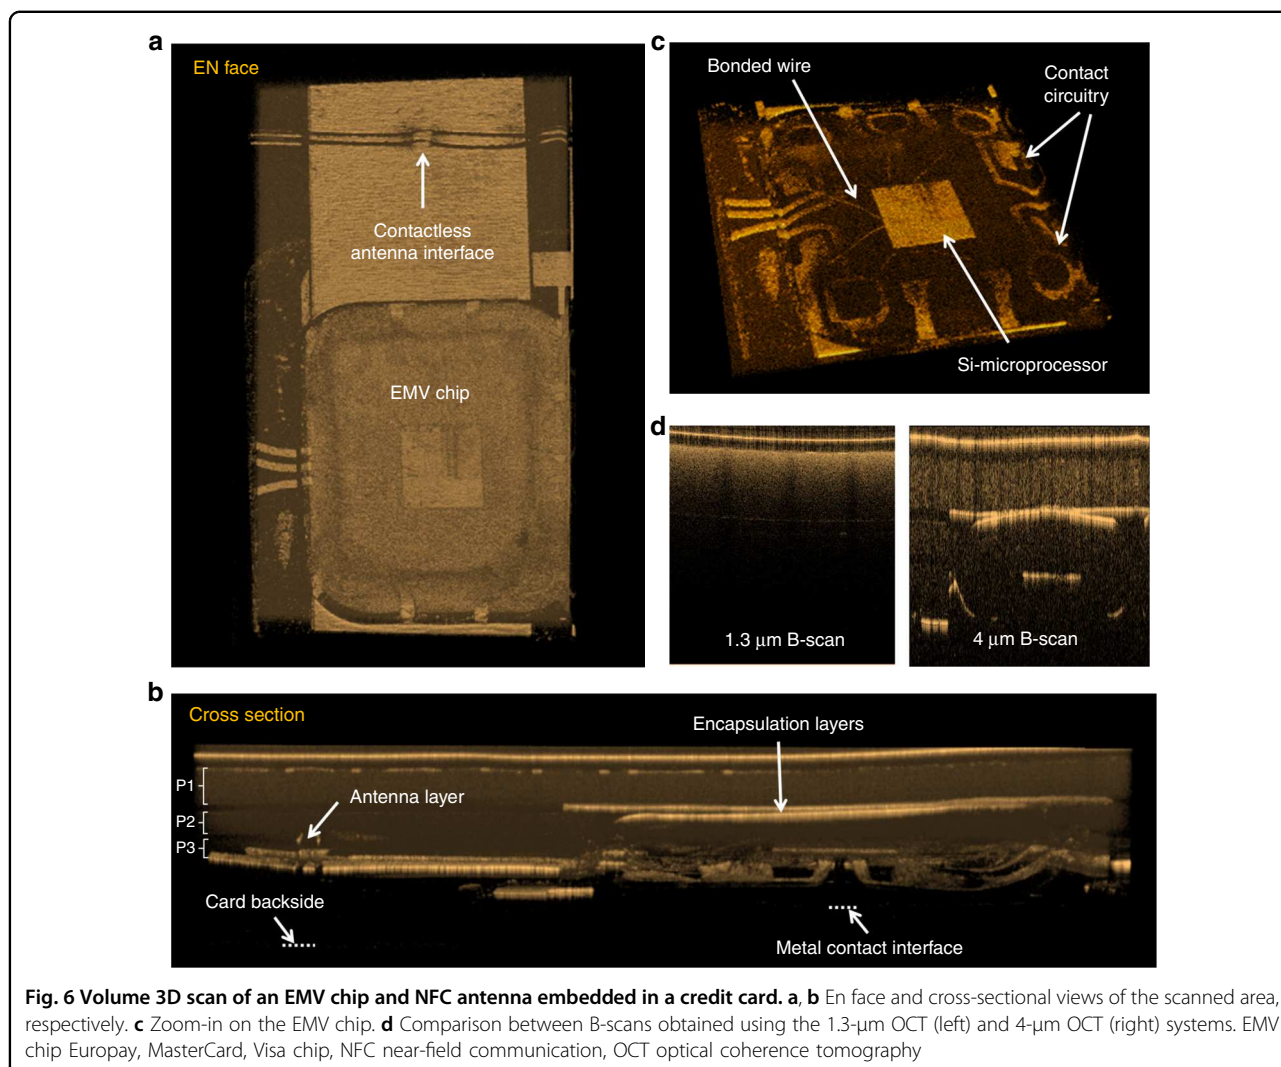 a
EN face
Contactless
antenna interface
EMV chip
c
Bonded wire
Contact
circuitry
Si-microprocessor
d
1.3 μm B-scan
4 μm B-scan
b
Cross section
Encapsulation layers
P1
Antenna layer
P2
P3
Card backside
Metal contact interface
Fig. 6 Volume 3D scan of an EMV chip and NFC antenna embedded in a credit card. a, b En face and cross-sectional views of the scanned area,
respectively. c Zoom-in on the EMV chip. d Comparison between B-scans obtained using the 1.3-μm OCT (left) and 4-μm OCT (right) systems. EMV
chip Europay, MasterCard, Visa chip, NFC near-field communication, OCT optical coherence tomography